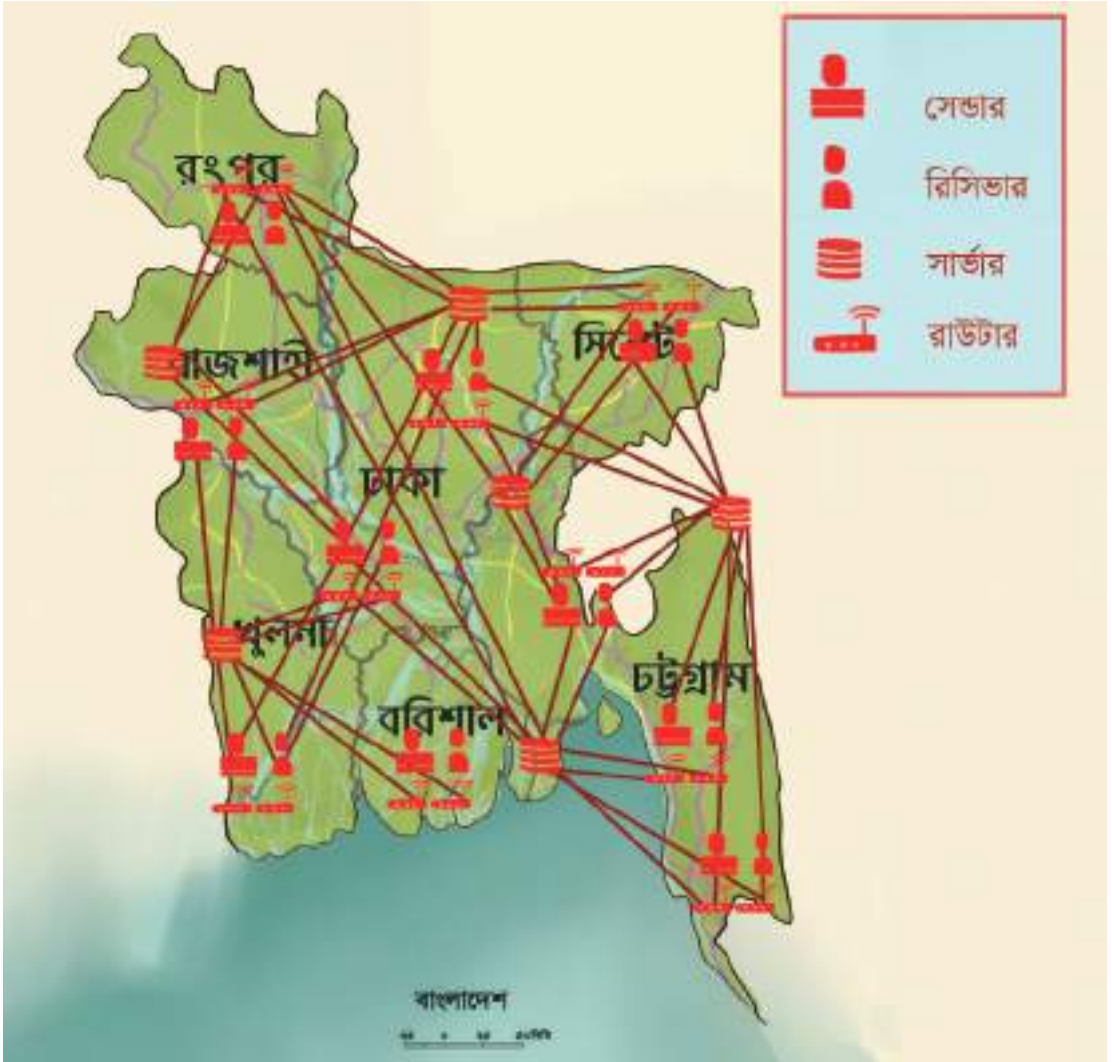 সেন্ডার
রিসিভার
সার্ভার
রাউটার
রংপুর
সিলেট
রাজশাহী
ঢাকা
খুলনা
চট্টগ্রাম
বরিশাল
বাংলাদেশ